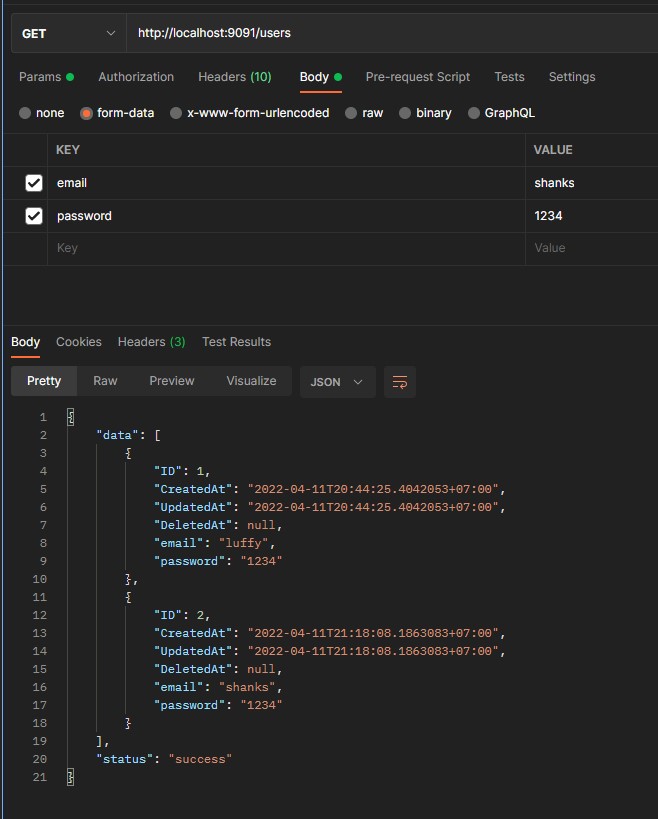 GET http://localhost:9091/users
Params Authorization Headers (10) Body Pre-request Script Tests Settings
none form-data x-www-form-urlencoded raw binary GraphQL
KEY VALUE
email shanks
password 1234
Key Value
Body Cookies Headers (3) Test Results
Pretty Raw Preview Visualize JSON
1 {
2 "data": [
3 {
4 "ID": 1,
5 "CreatedAt": "2022-04-11T20:44:25.4042053+07:00",
6 "UpdatedAt": "2022-04-11T20:44:25.4042053+07:00",
7 "DeletedAt": null,
8 "email": "luffy",
9 "password": "1234"
10 },
11 {
12 "ID": 2,
13 "CreatedAt": "2022-04-11T21:18:08.1863083+07:00",
14 "UpdatedAt": "2022-04-11T21:18:08.1863083+07:00",
15 "DeletedAt": null,
16 "email": "shanks",
17 "password": "1234"
18 }
19 ],
20 "status": "success"
21 }